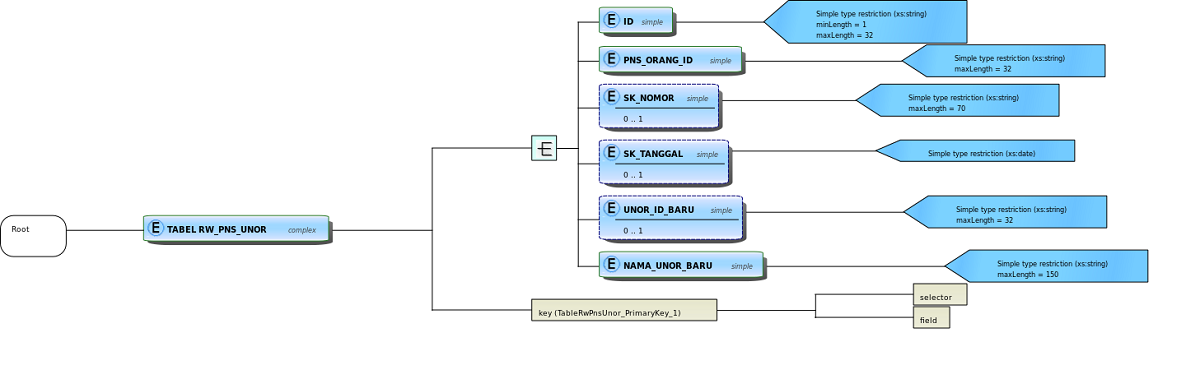 Root
E TABEL RW_PNS_UNOR complex
E
E ID simple
Simple type restriction (xs:string)
minLength = 1
maxLength = 32
E PNS_ORANG_ID simple
Simple type restriction (xs:string)
maxLength = 32
E SK_NOMOR simple
0 .. 1
Simple type restriction (xs:string)
maxLength = 70
E SK_TANGGAL simple
0 .. 1
Simple type restriction (xs:date)
E UNOR_ID_BARU simple
0 .. 1
Simple type restriction (xs:string)
maxLength = 32
E NAMA_UNOR_BARU simple
Simple type restriction (xs:string)
maxLength = 150
key (TableRwPnsUnor_PrimaryKey_1)
selector
field